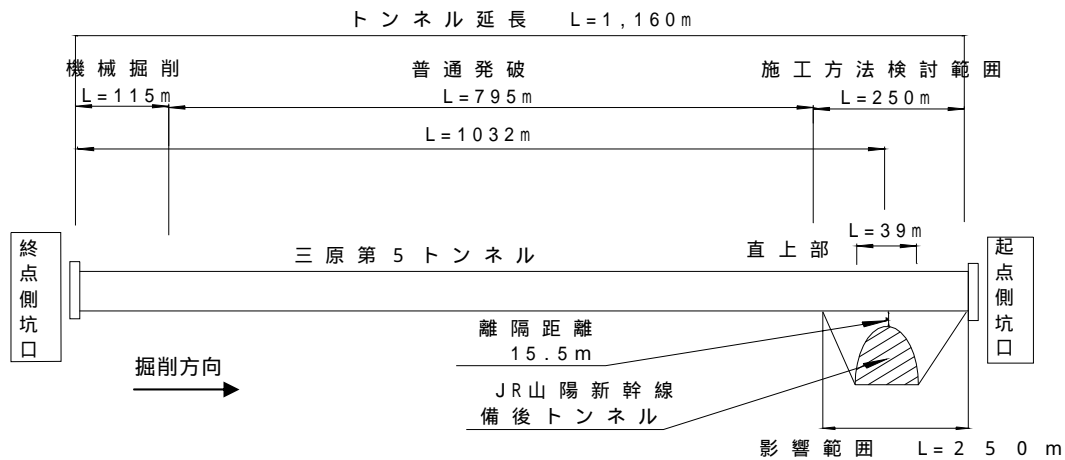 トンネル延長 L=1,160m
機械掘削
L=115m
普通発破
L=795m
施工方法検討範囲
L=250m
L=1032m
終点側坑口
三原第5トンネル
直上部
L=39m
起点側坑口
離隔距離
15.5m
掘削方向
JR山陽新幹線
備後トンネル
影響範囲 L=250m